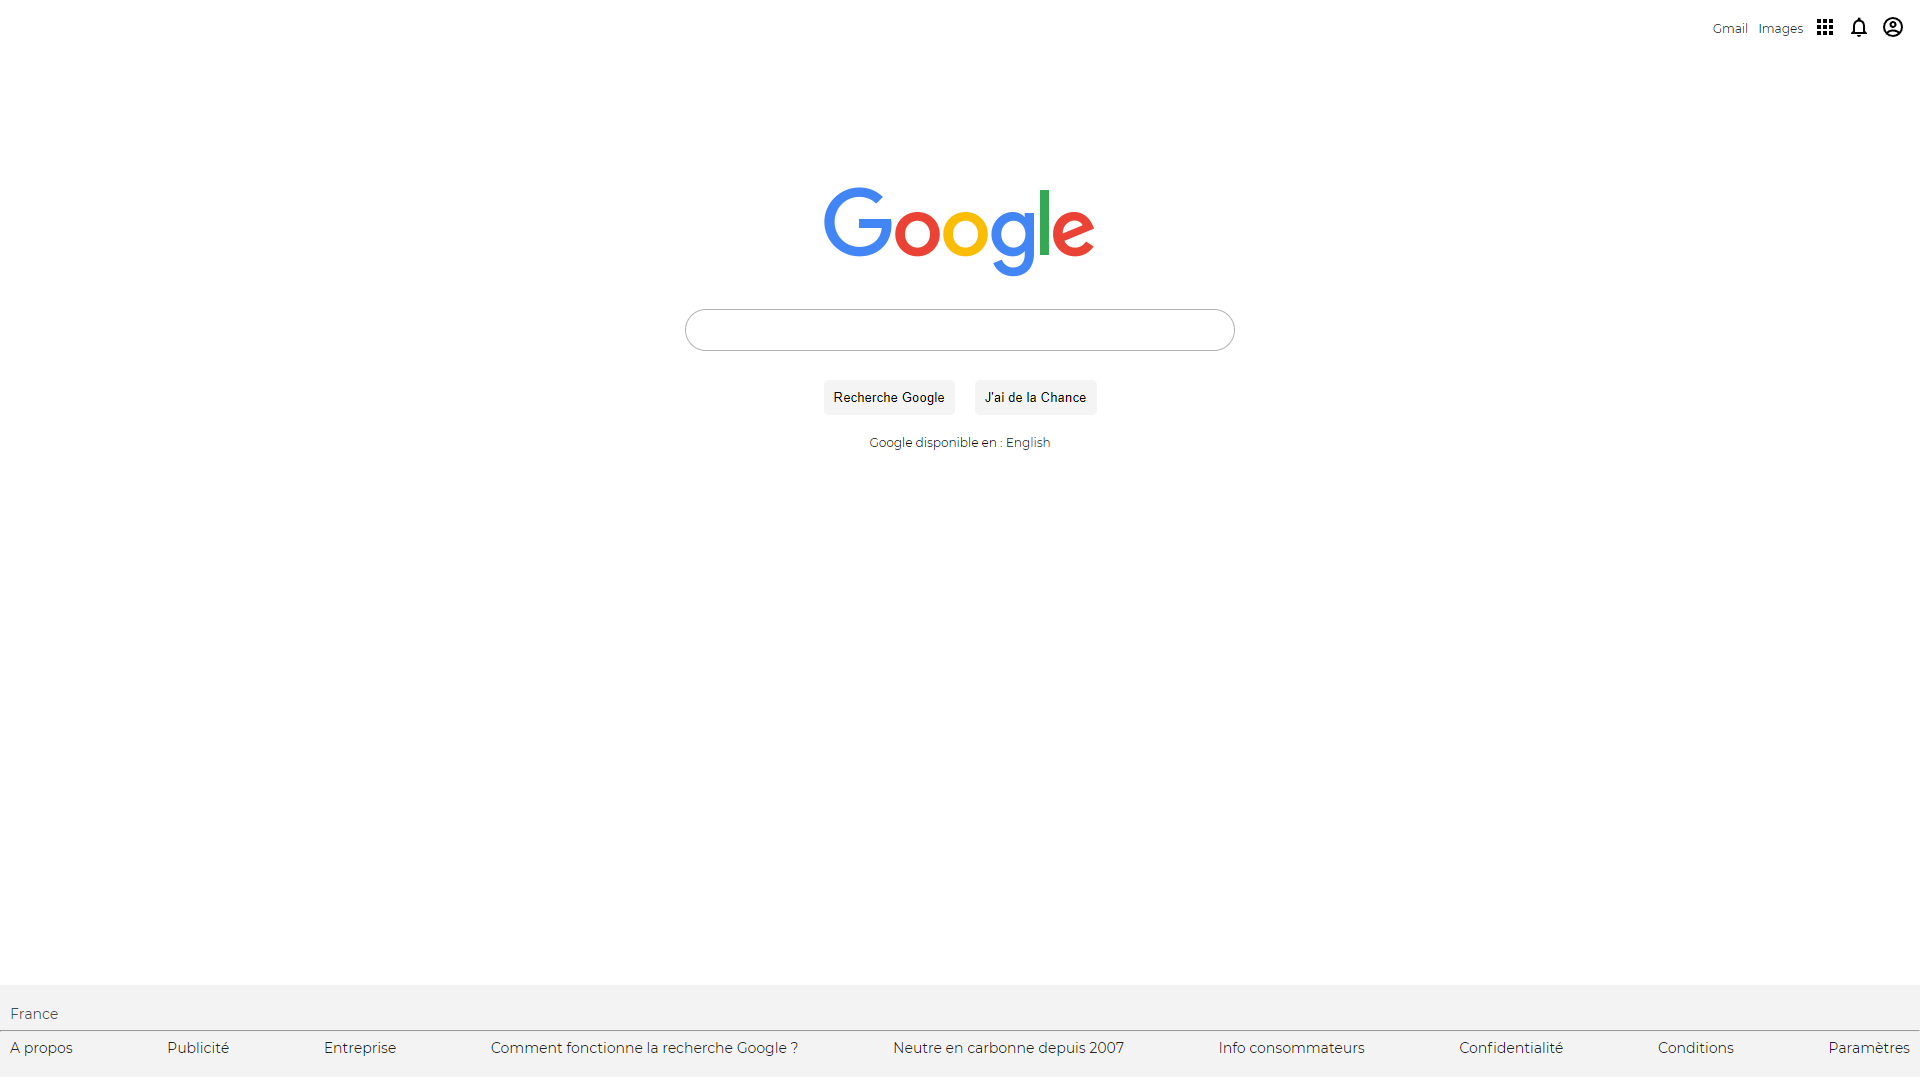 Gmail Images
Google
Recherche Google J'ai de la Chance
Google disponible en : English
France
A propos Publicité Entreprise Comment fonctionne la recherche Google ? Neutre en carbonne depuis 2007 Info consommateurs Confidentialité Conditions Paramètres